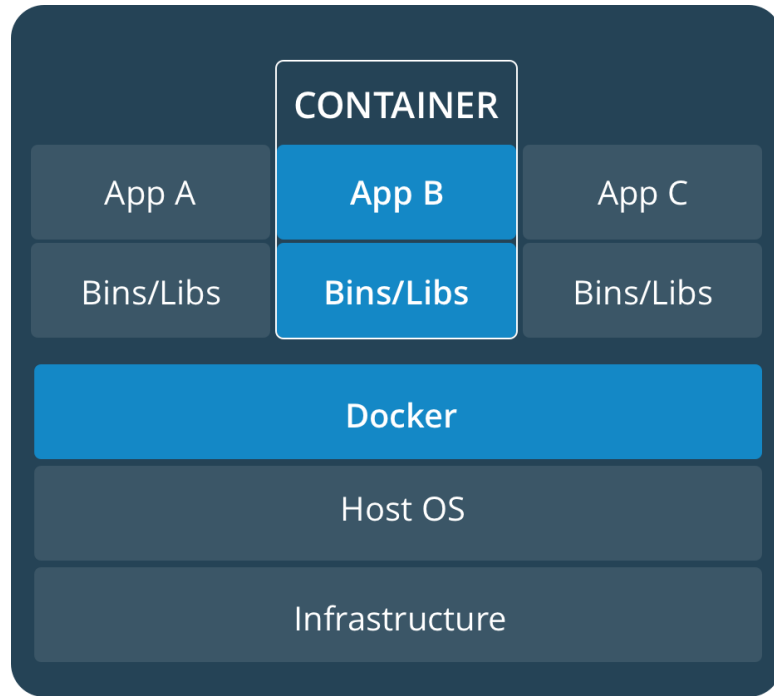 CONTAINER
App A
App B
App C
Bins/Libs
Bins/Libs
Bins/Libs
Docker
Host OS
Infrastructure